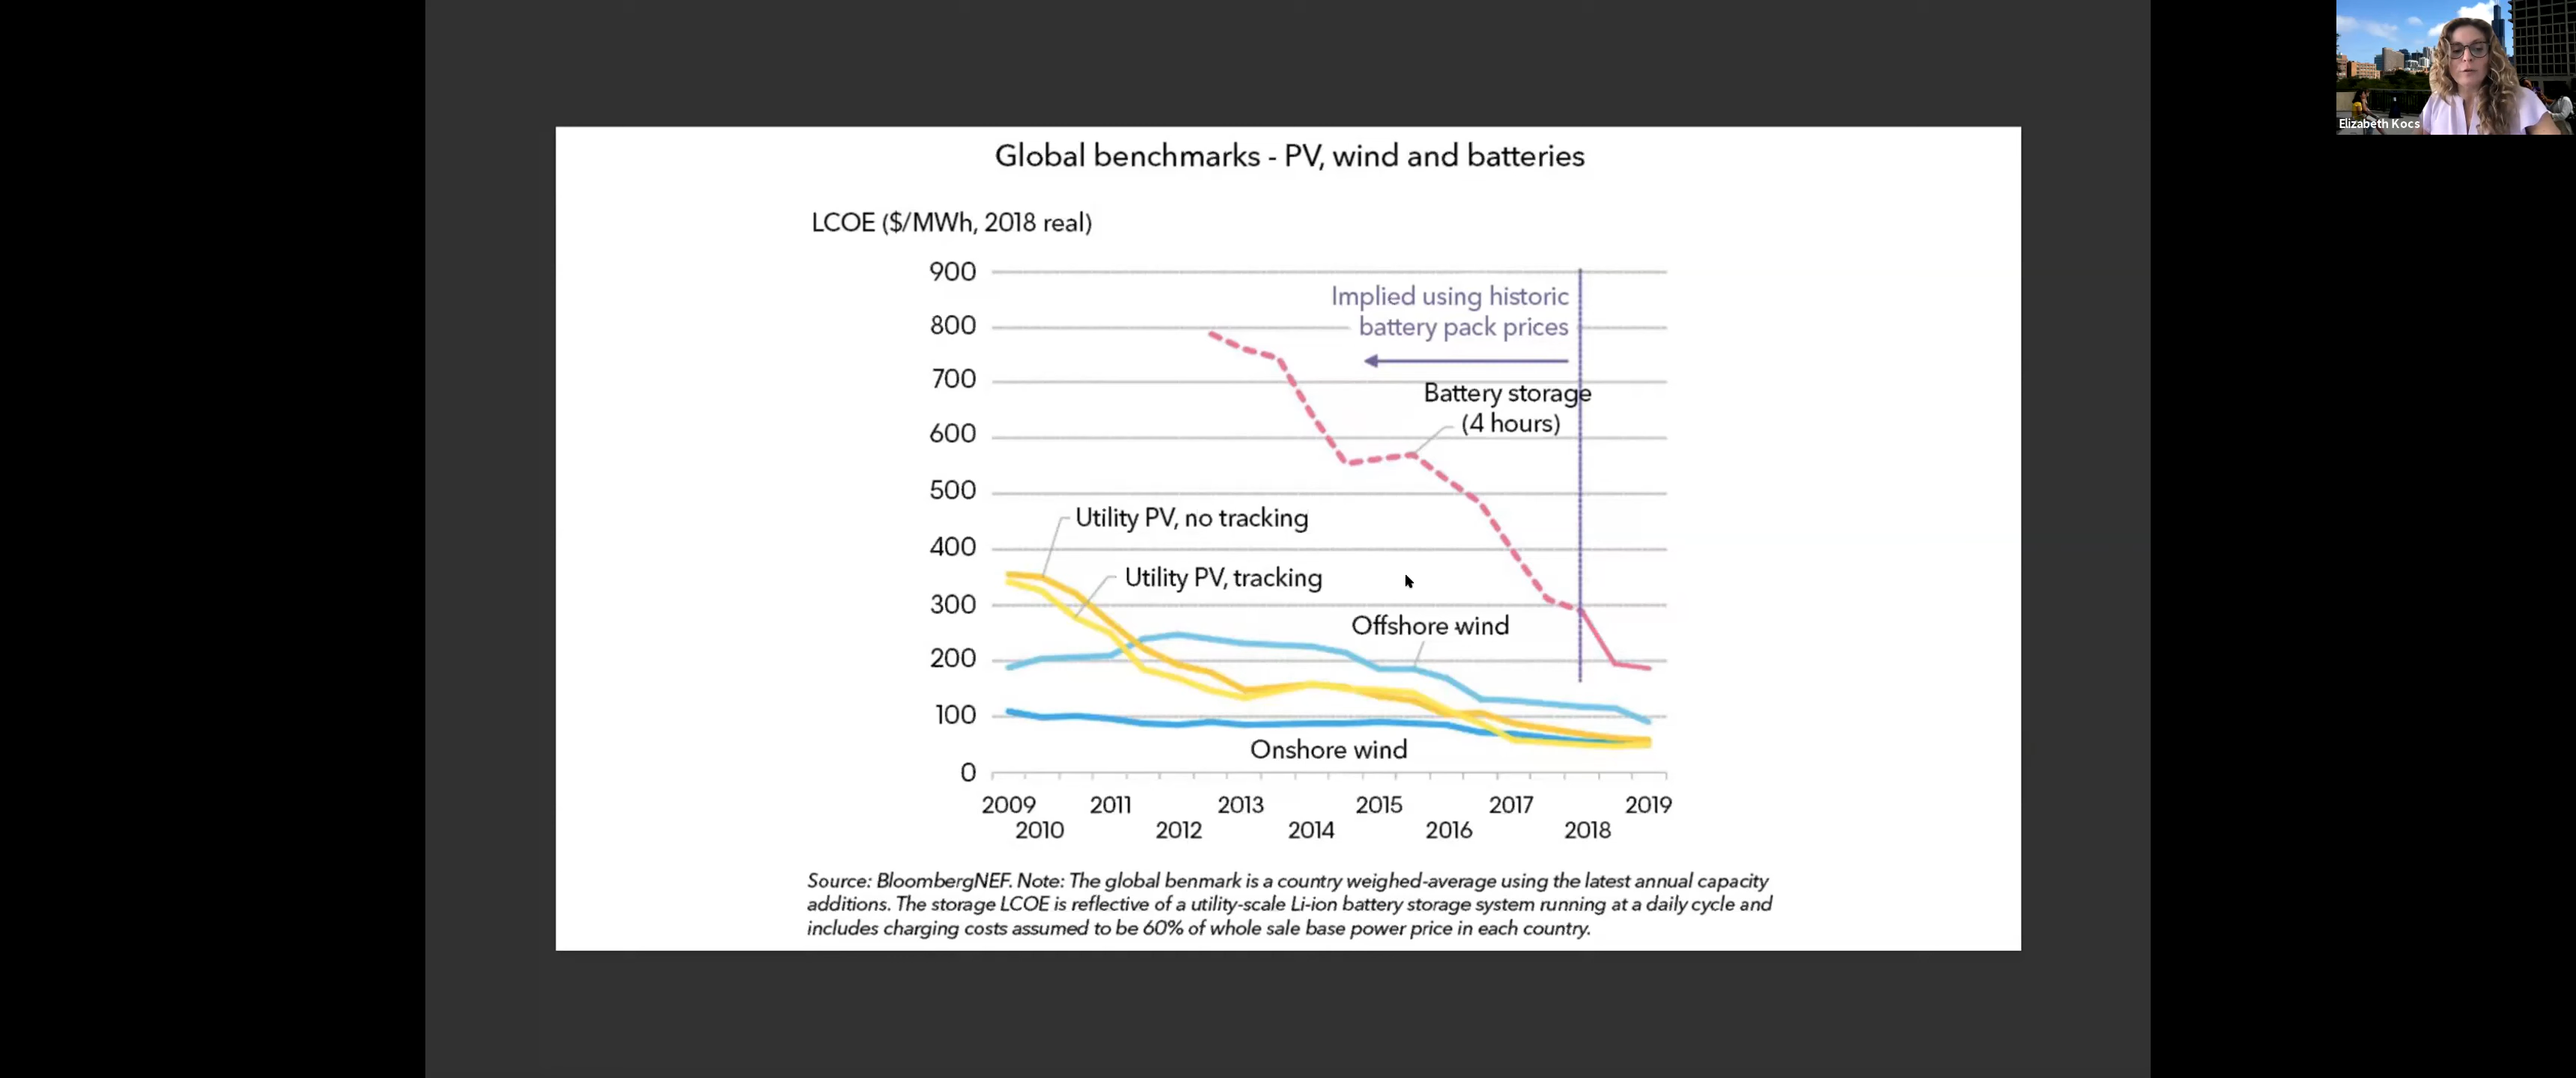 Elizabeth Kocs
Global benchmarks - PV, wind and batteries
LCOE ($/MWh, 2018 real)
900
800
700
600
500
400
300
200
100
0
Implied using historic
battery pack prices
Battery storage
(4 hours)
Utility PV, no tracking
Utility PV, tracking
Offshore wind
Onshore wind
2009 2011 2013 2015 2017 2019
2010 2012 2014 2016 2018
Source: BloombergNEF. Note: The global benmark is a country weighed-average using the latest annual capacity
additions. The storage LCOE is reflective of a utility-scale Li-ion battery storage system running at a daily cycle and
includes charging costs assumed to be 60% of whole sale base power price in each country.